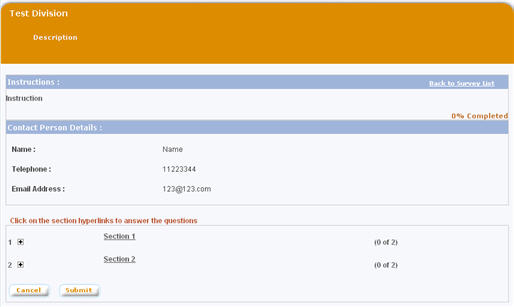 Test Division
Description
Instructions : Back to Survey List
Instruction
0% Completed
Contact Person Details :
Name : Name
Telephone : 11223344
Email Address : 123@123.com
Click on the section hyperlinks to answer the questions
1 Section 1 (0 of 2)
2 Section 2 (0 of 2)
Cancel Submit